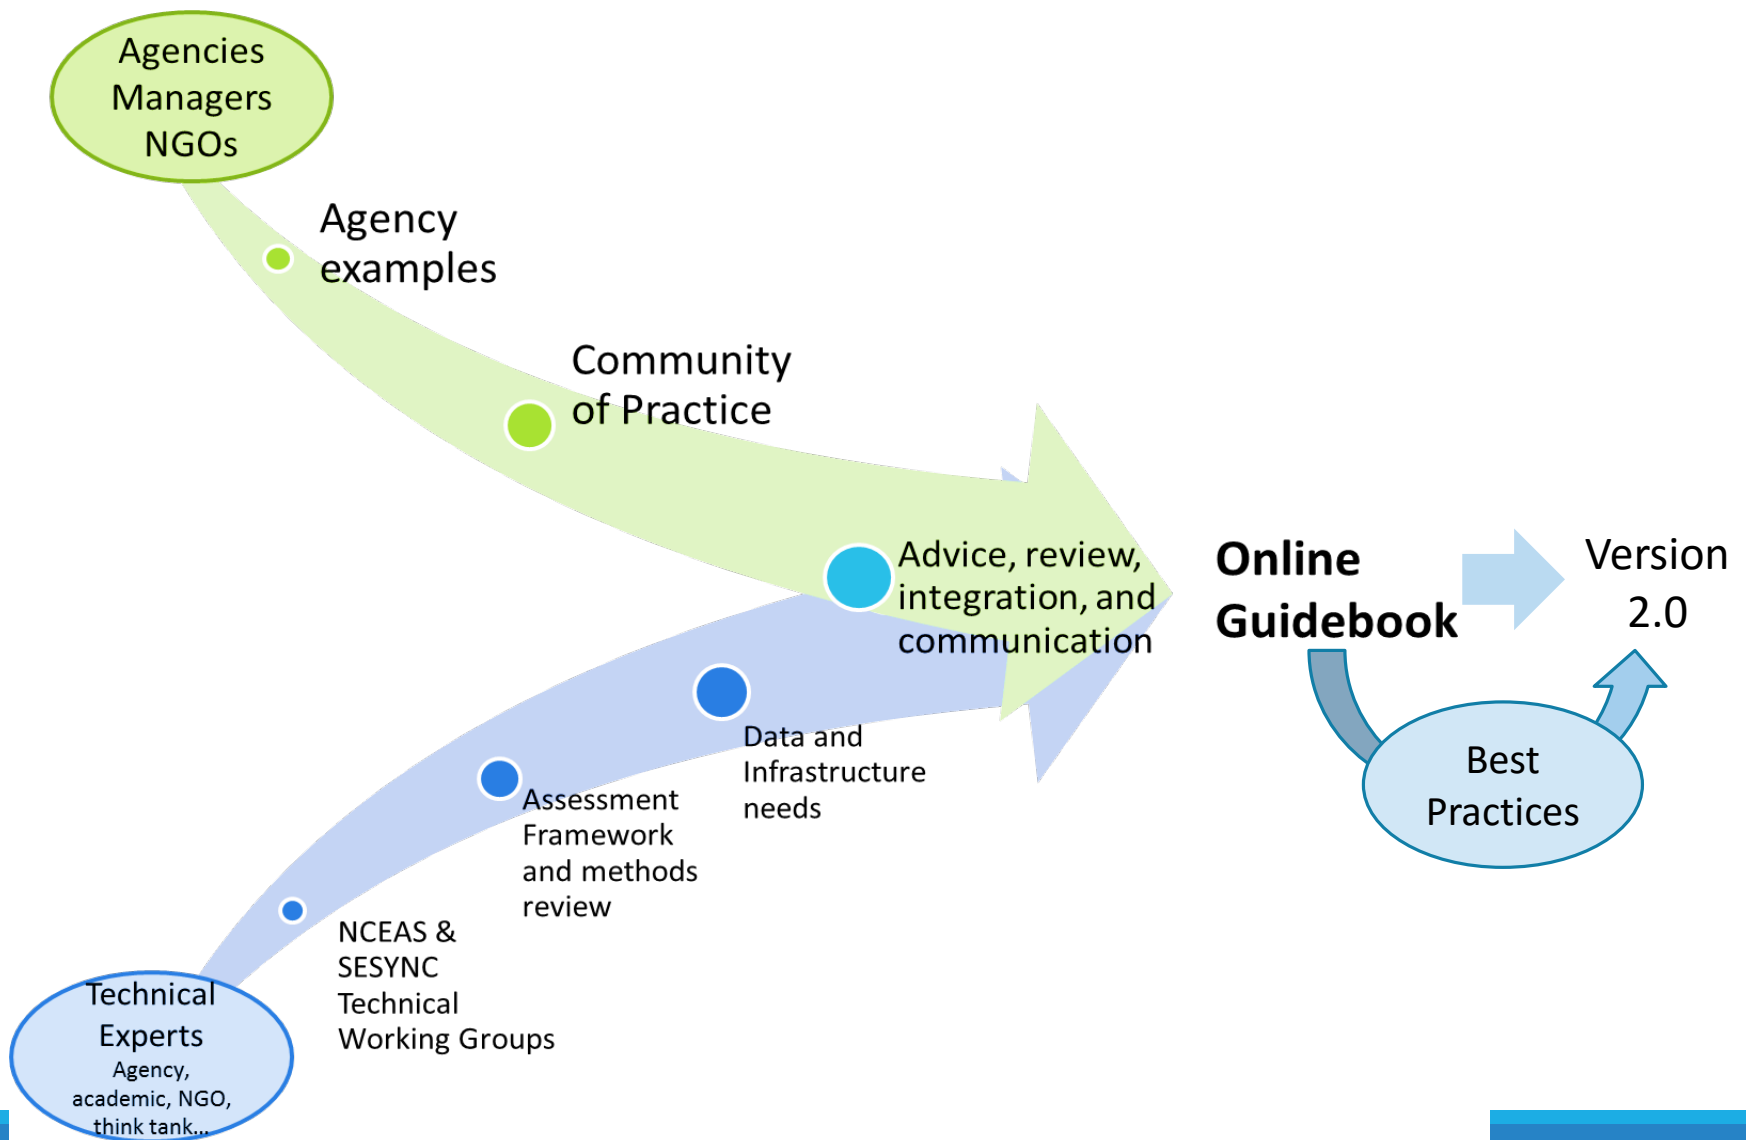 Agencies
Managers
NGOs
Agency
examples
Community
of Practice
Advice, review,
integration, and
communication
Data and
Infrastructure
needs
Assessment
Framework
and methods
review
NCEAS &
SESYNC
Technical
Working Groups
Technical
Experts
Agency,
academic, NGO,
think tank...
Online
Guidebook
Version
2.0
Best
Practices